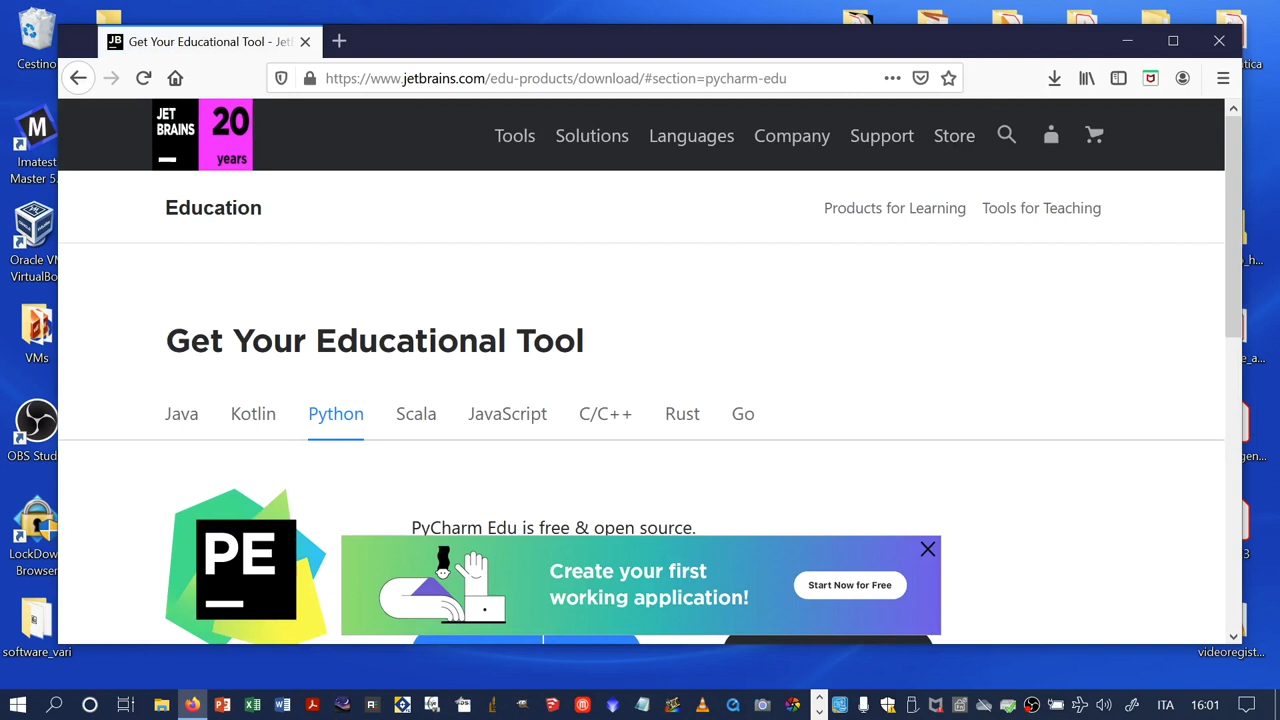 Get Your Educational Tool - Jetl
https://www.jetbrains.com/edu-products/download/#section=pycharm-edu
JET BRAINS
20 years
Tools Solutions Languages Company Support Store
Education
Products for Learning Tools for Teaching
Get Your Educational Tool
Java Kotlin Python Scala JavaScript C/C++ Rust Go
PE
PyCharm Edu is free & open source.
Create your first
working application!
Start Now for Free
Cestino
Imatest
Master 5.
Oracle VM
VirtualBo
VMs
OBS Stud
LockDow
Browser
software_vari
videoregist...
ITA 16:01